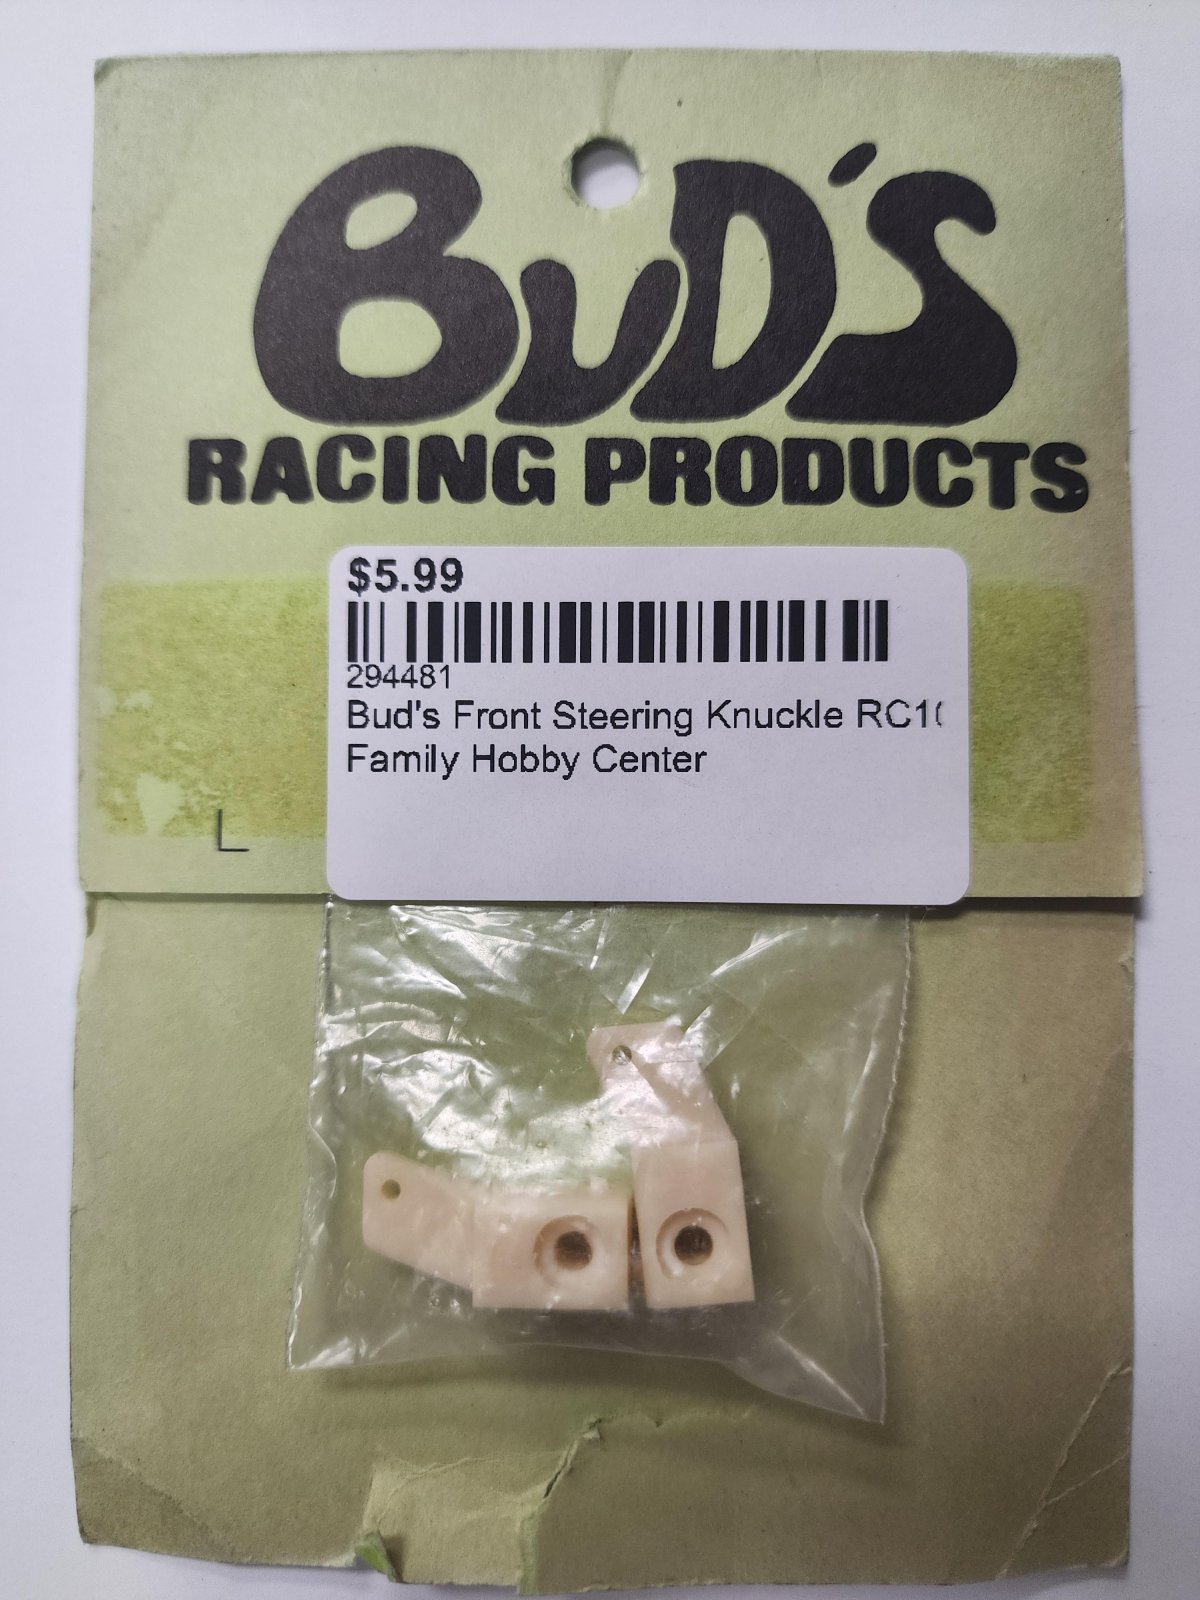 BuD'S
RACING PRODUCTS
$5.99
294481
Bud's Front Steering Knuckle RC1(
Family Hobby Center
L